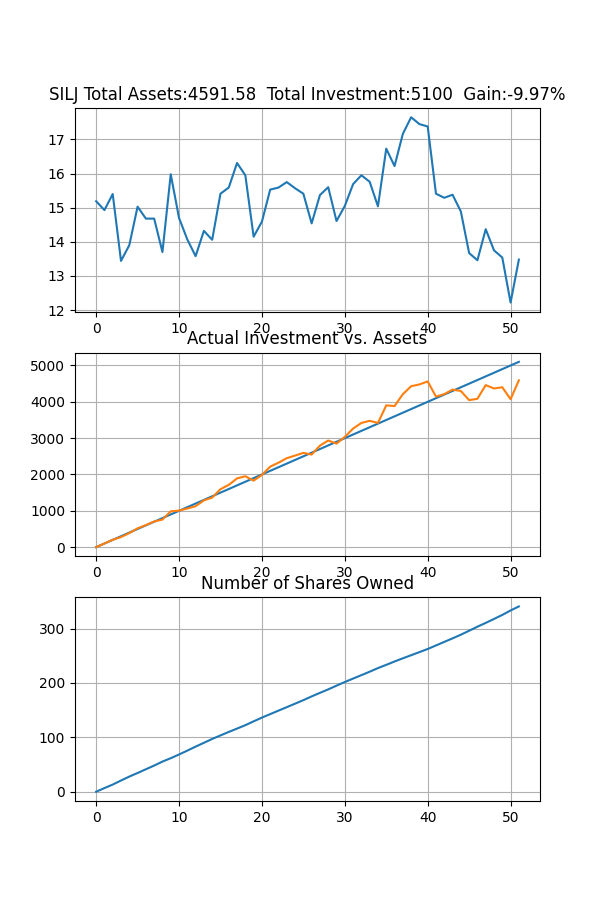 SILJ Total Assets:4591.58  Total Investment:5100  Gain:-9.97%
17
16
15
14
13
12
0 10 20 30 40 50
Actual Investment vs. Assets
5000
4000
3000
2000
1000
0
0 10 20 30 40 50
Number of Shares Owned
300
200
100
0
0 10 20 30 40 50